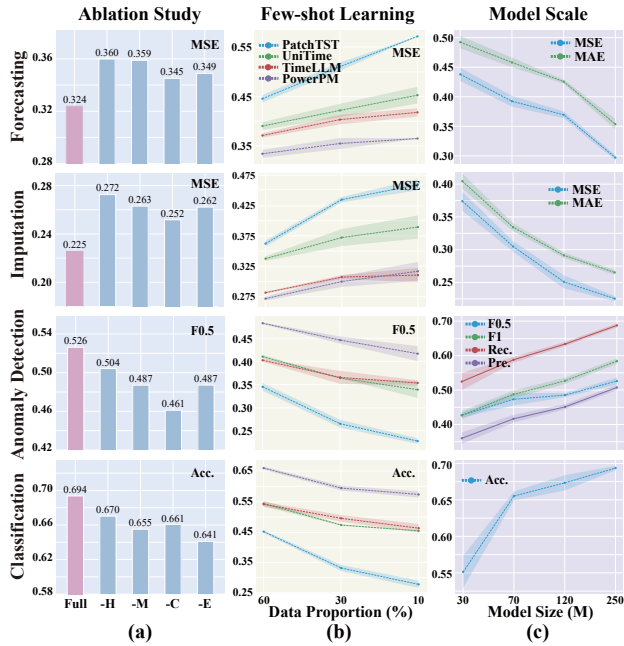 Ablation Study
Few-shot Learning
Model Scale
Forecasting
0.36
0.32
0.28
MSE
0.324
0.360
0.359
0.345
0.349
0.55
0.45
0.35
PatchTST
UniTime
TimeLLM
PowerPM
MSE
0.50
0.45
0.40
0.35
0.30
MSE
MAE
Imputation
0.28
0.24
0.20
MSE
0.225
0.272
0.263
0.252
0.262
0.475
0.425
0.375
0.325
0.275
MSE
0.40
0.35
0.30
0.25
MSE
MAE
Anomaly Detection
0.54
0.50
0.46
0.42
F0.5
0.526
0.504
0.487
0.461
0.487
0.45
0.40
0.35
0.30
0.25
F0.5
0.70
0.60
0.50
0.40
F0.5
F1
Rec.
Pre.
Classification
0.70
0.66
0.62
0.58
Acc.
0.694
0.670
0.655
0.661
0.641
Full -H -M -C -E
0.65
0.55
0.45
0.35
0.25
Acc.
60 30 10
Data Proportion (%)
0.70
0.65
0.60
0.55
Acc.
30 70 120 250
Model Size (M)
(a)
(b)
(c)